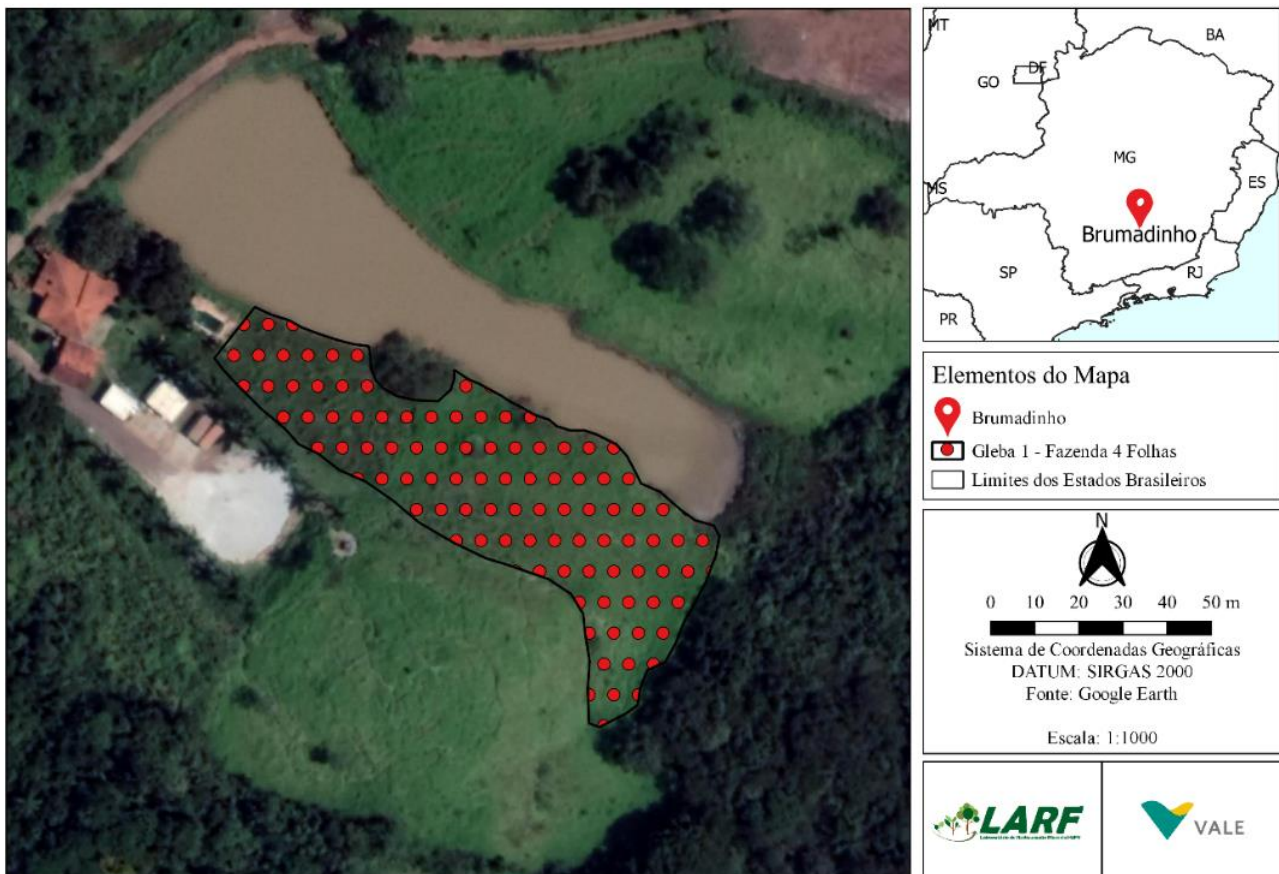 MT
BA
DF
GO
MG
MS
ES
Brumadinho
SP
RJ
PR
Elementos do Mapa
Brumadinho
Gleba 1 - Fazenda 4 Folhas
Limites dos Estados Brasileiros
N
0 10 20 30 40 50 m
Sistema de Coordenadas Geográficas
DATUM: SIRGAS 2000
Fonte: Google Earth
Escala: 1:1000
LARF
VALE